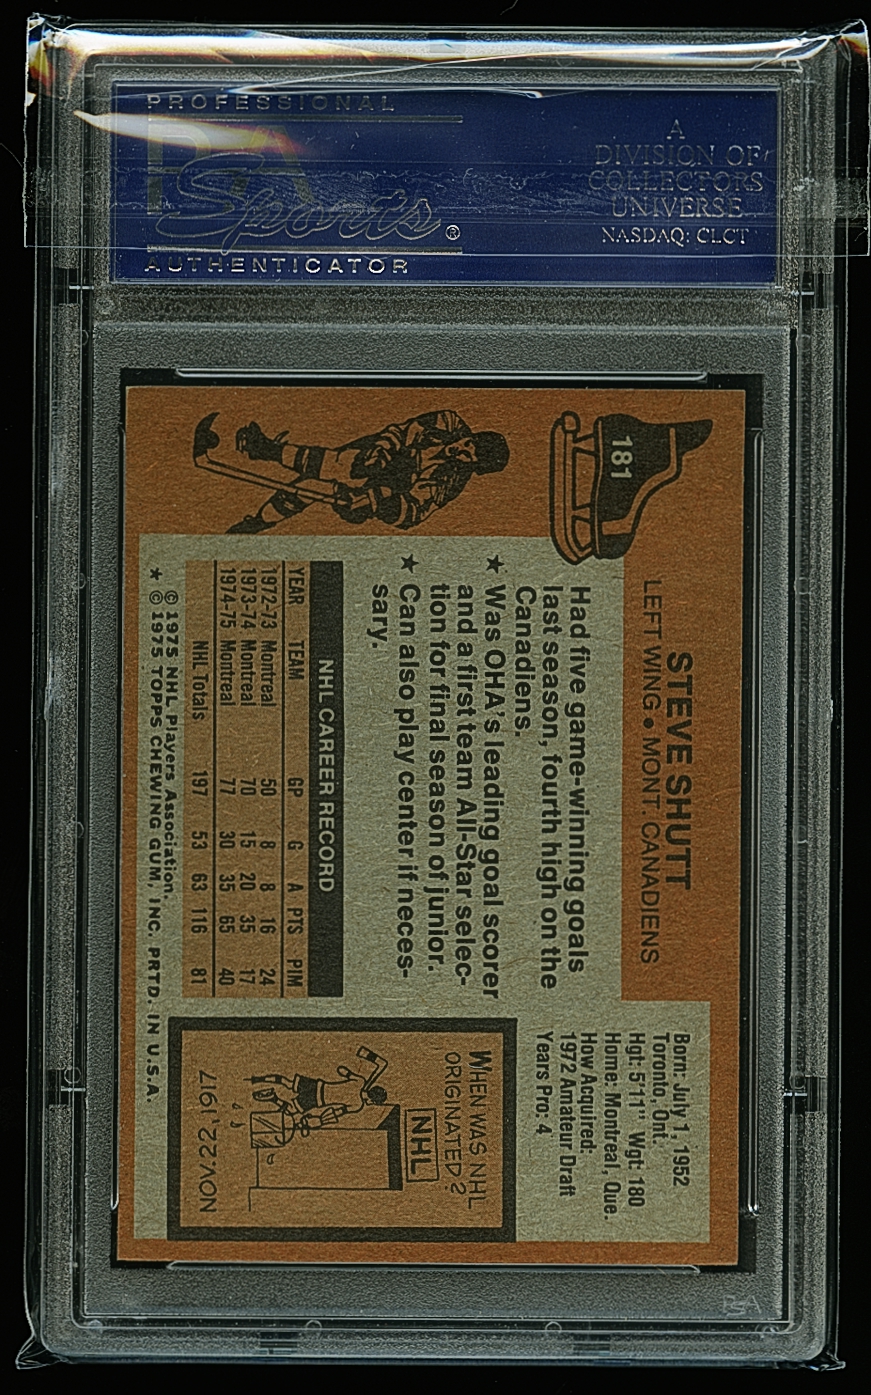 PROFESSIONAL
PSA
Sports®
AUTHENTICATOR
A
DIVISION OF
COLLECTORS
UNIVERSE
NASDAQ: CLCT
181
STEVE SHUTT
LEFT WING • MONT. CANADIENS
Had five game-winning goals
last season, fourth high on the
Canadiens.
★ Was OHA's leading goal scorer
and a first team All-Star selec-
tion for final season of junior.
★ Can also play center if neces-
sary.
NHL CAREER RECORD
YEAR TEAM GP G A PTS PIM
1972-73 Montreal 50 8 8 16 24
1973-74 Montreal 70 15 20 35 17
1974-75 Montreal 77 30 35 65 40
NHL Totals 197 53 63 116 81
© 1975 NHL Players Association.
★ © 1975 TOPPS CHEWING GUM, INC. PRTD. IN U.S.A.
Born: July 1, 1952
Toronto, Ont.
Hgt: 5'11" Wgt: 180
Home: Montreal, Que.
How Acquired:
1972 Amateur Draft
Years Pro: 4
WHEN WAS NHL
ORIGINATED?
NHL
NOV. 22, 1917
PSA